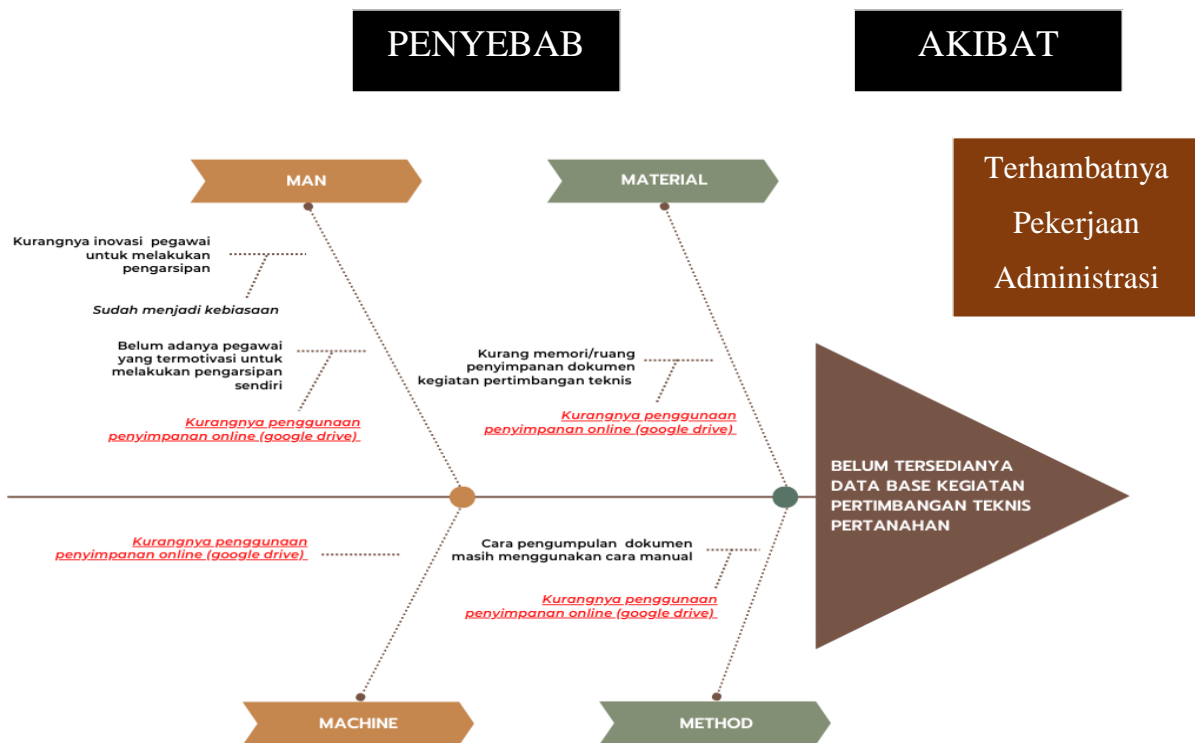 PENYEBAB
AKIBAT
Terhambatnya
Pekerjaan
Administrasi
MAN
MATERIAL
Kurangnya inovasi pegawai
untuk melakukan
pengarsipan
Sudah menjadi kebiasaan
Belum adanya pegawai
yang termotivasi untuk
melakukan pengarsipan
sendiri
Kurangnya penggunaan
penyimpanan online (google drive)
Kurang memori/ruang
penyimpanan dokumen
kegiatan pertimbangan teknis
Kurangnya penggunaan
penyimpanan online (google drive)
BELUM TERSEDIANYA
DATA BASE KEGIATAN
PERTIMBANGAN TEKNIS
PERTANAHAN
Kurangnya penggunaan
penyimpanan online (google drive)
Cara pengumpulan dokumen
masih menggunakan cara manual
Kurangnya penggunaan
penyimpanan online (google drive)
MACHINE
METHOD